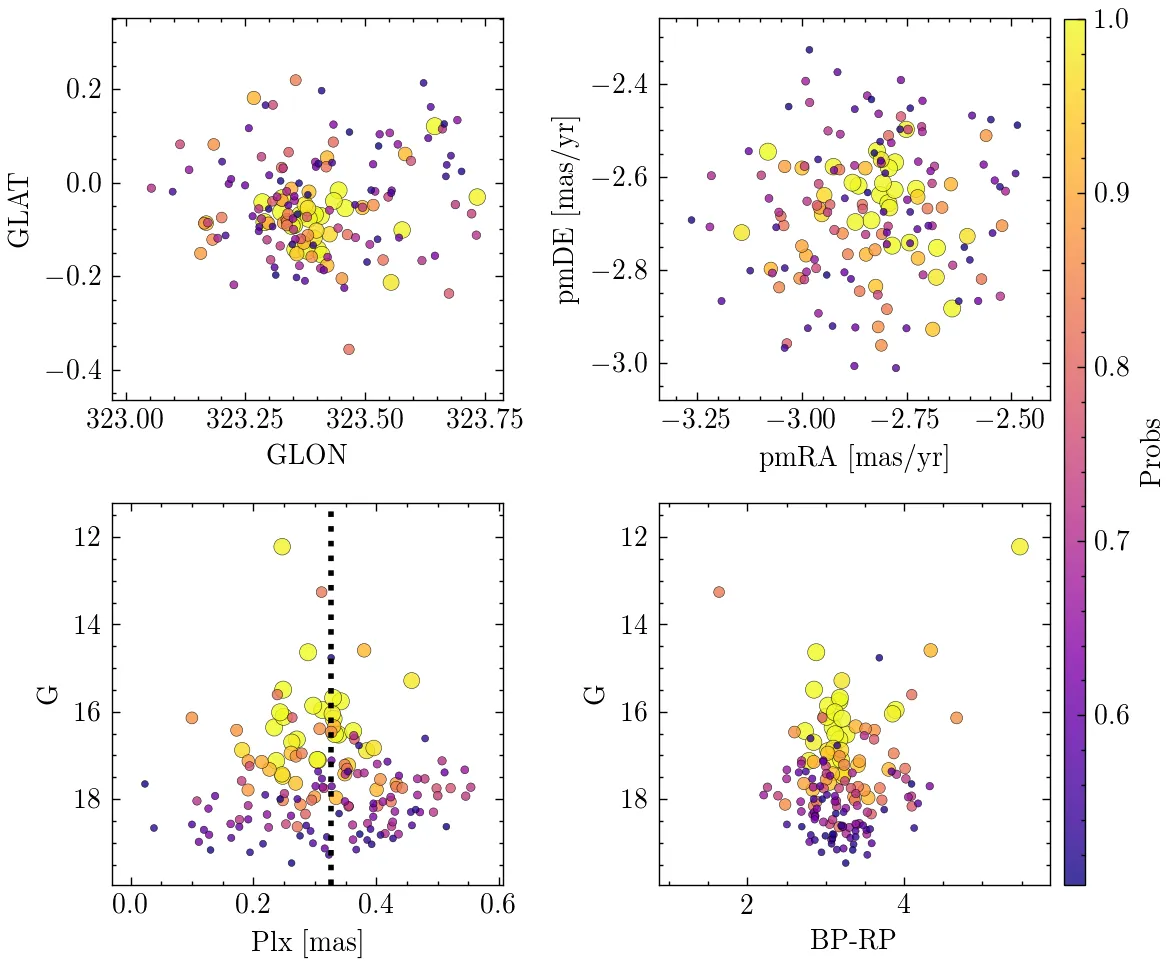 0.2
0.0
−0.2
−0.4
GLAT
323.00 323.25 323.50 323.75
GLON
−2.4
−2.6
−2.8
−3.0
pmDE [mas/yr]
−3.25 −3.00 −2.75 −2.50
pmRA [mas/yr]
12
14
16
18
G
0.0 0.2 0.4 0.6
Plx [mas]
12
14
16
18
G
2 4
BP-RP
1.0
0.9
0.8
0.7
0.6
Probs